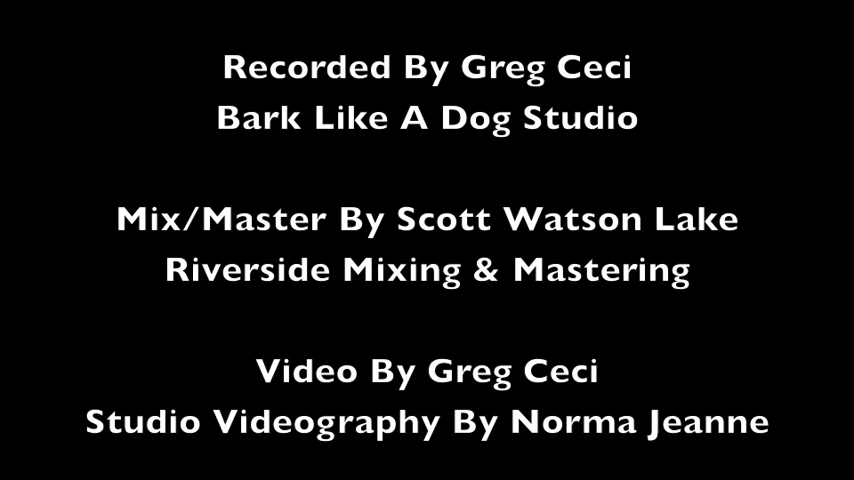 Recorded By Greg Ceci
Bark Like A Dog Studio
Mix/Master By Scott Watson Lake
Riverside Mixing & Mastering
Video By Greg Ceci
Studio Videography By Norma Jeanne